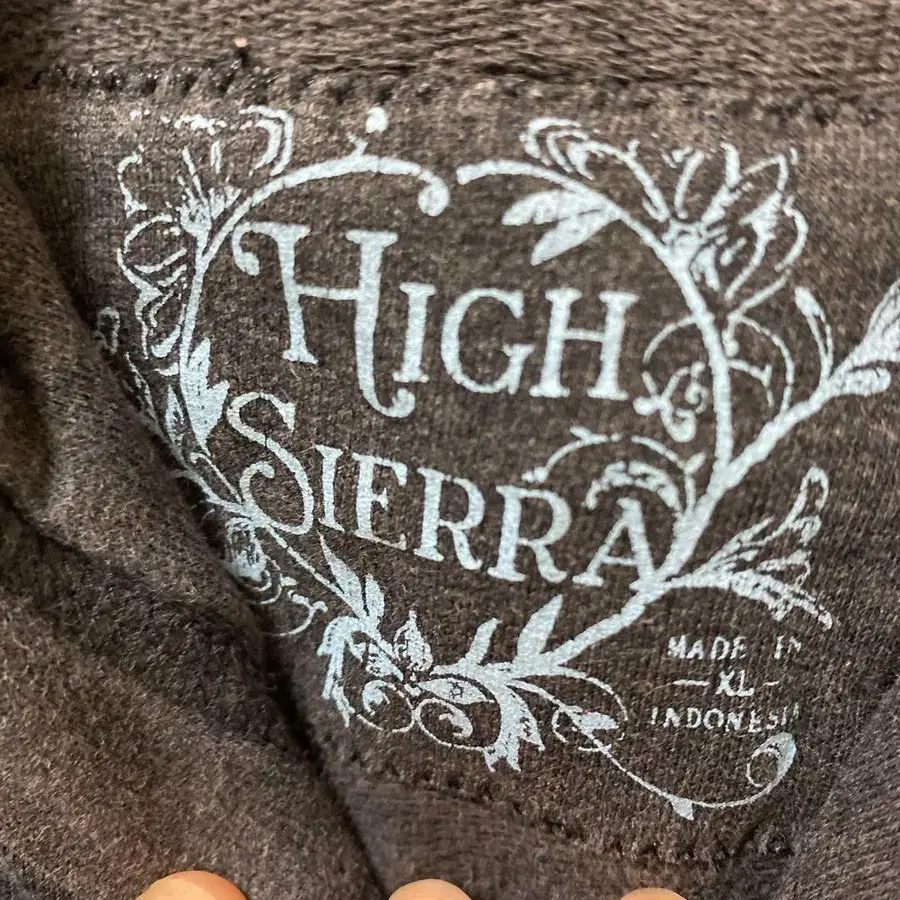 HIGH
SIERRA
MADE IN
— XL —
INDONESIA